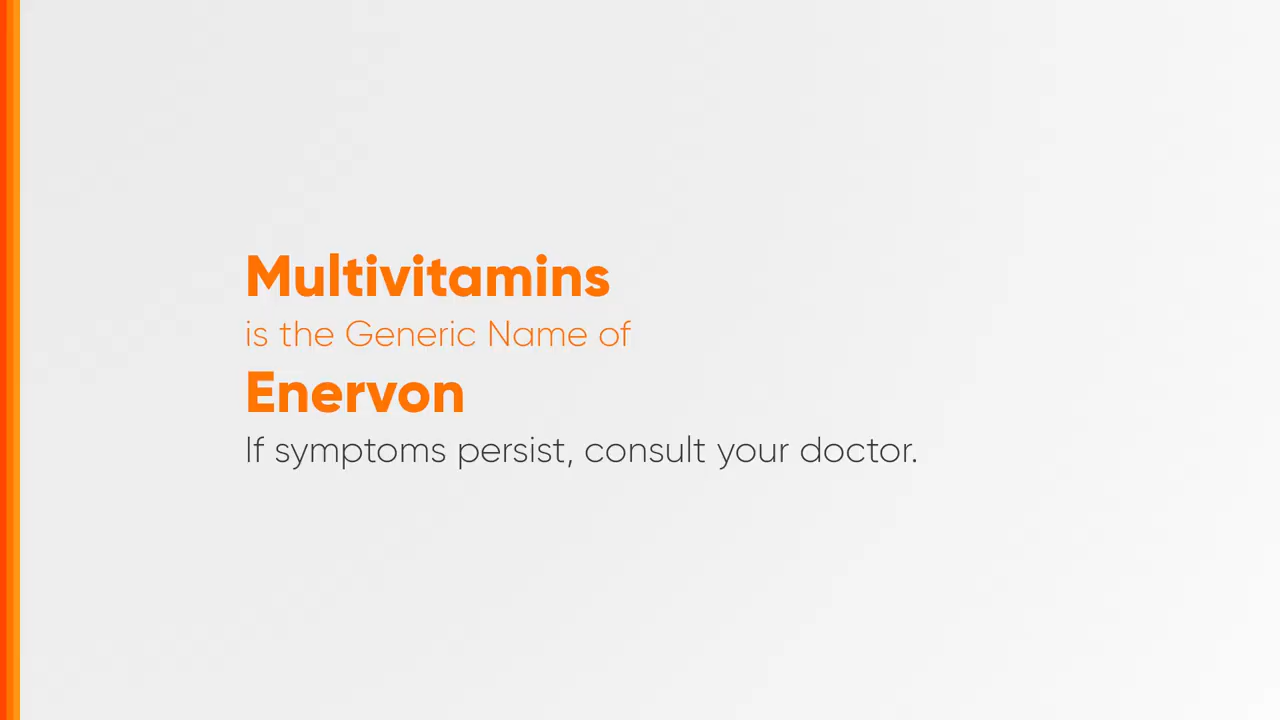 Multivitamins
is the Generic Name of
Enervon
If symptoms persist, consult your doctor.